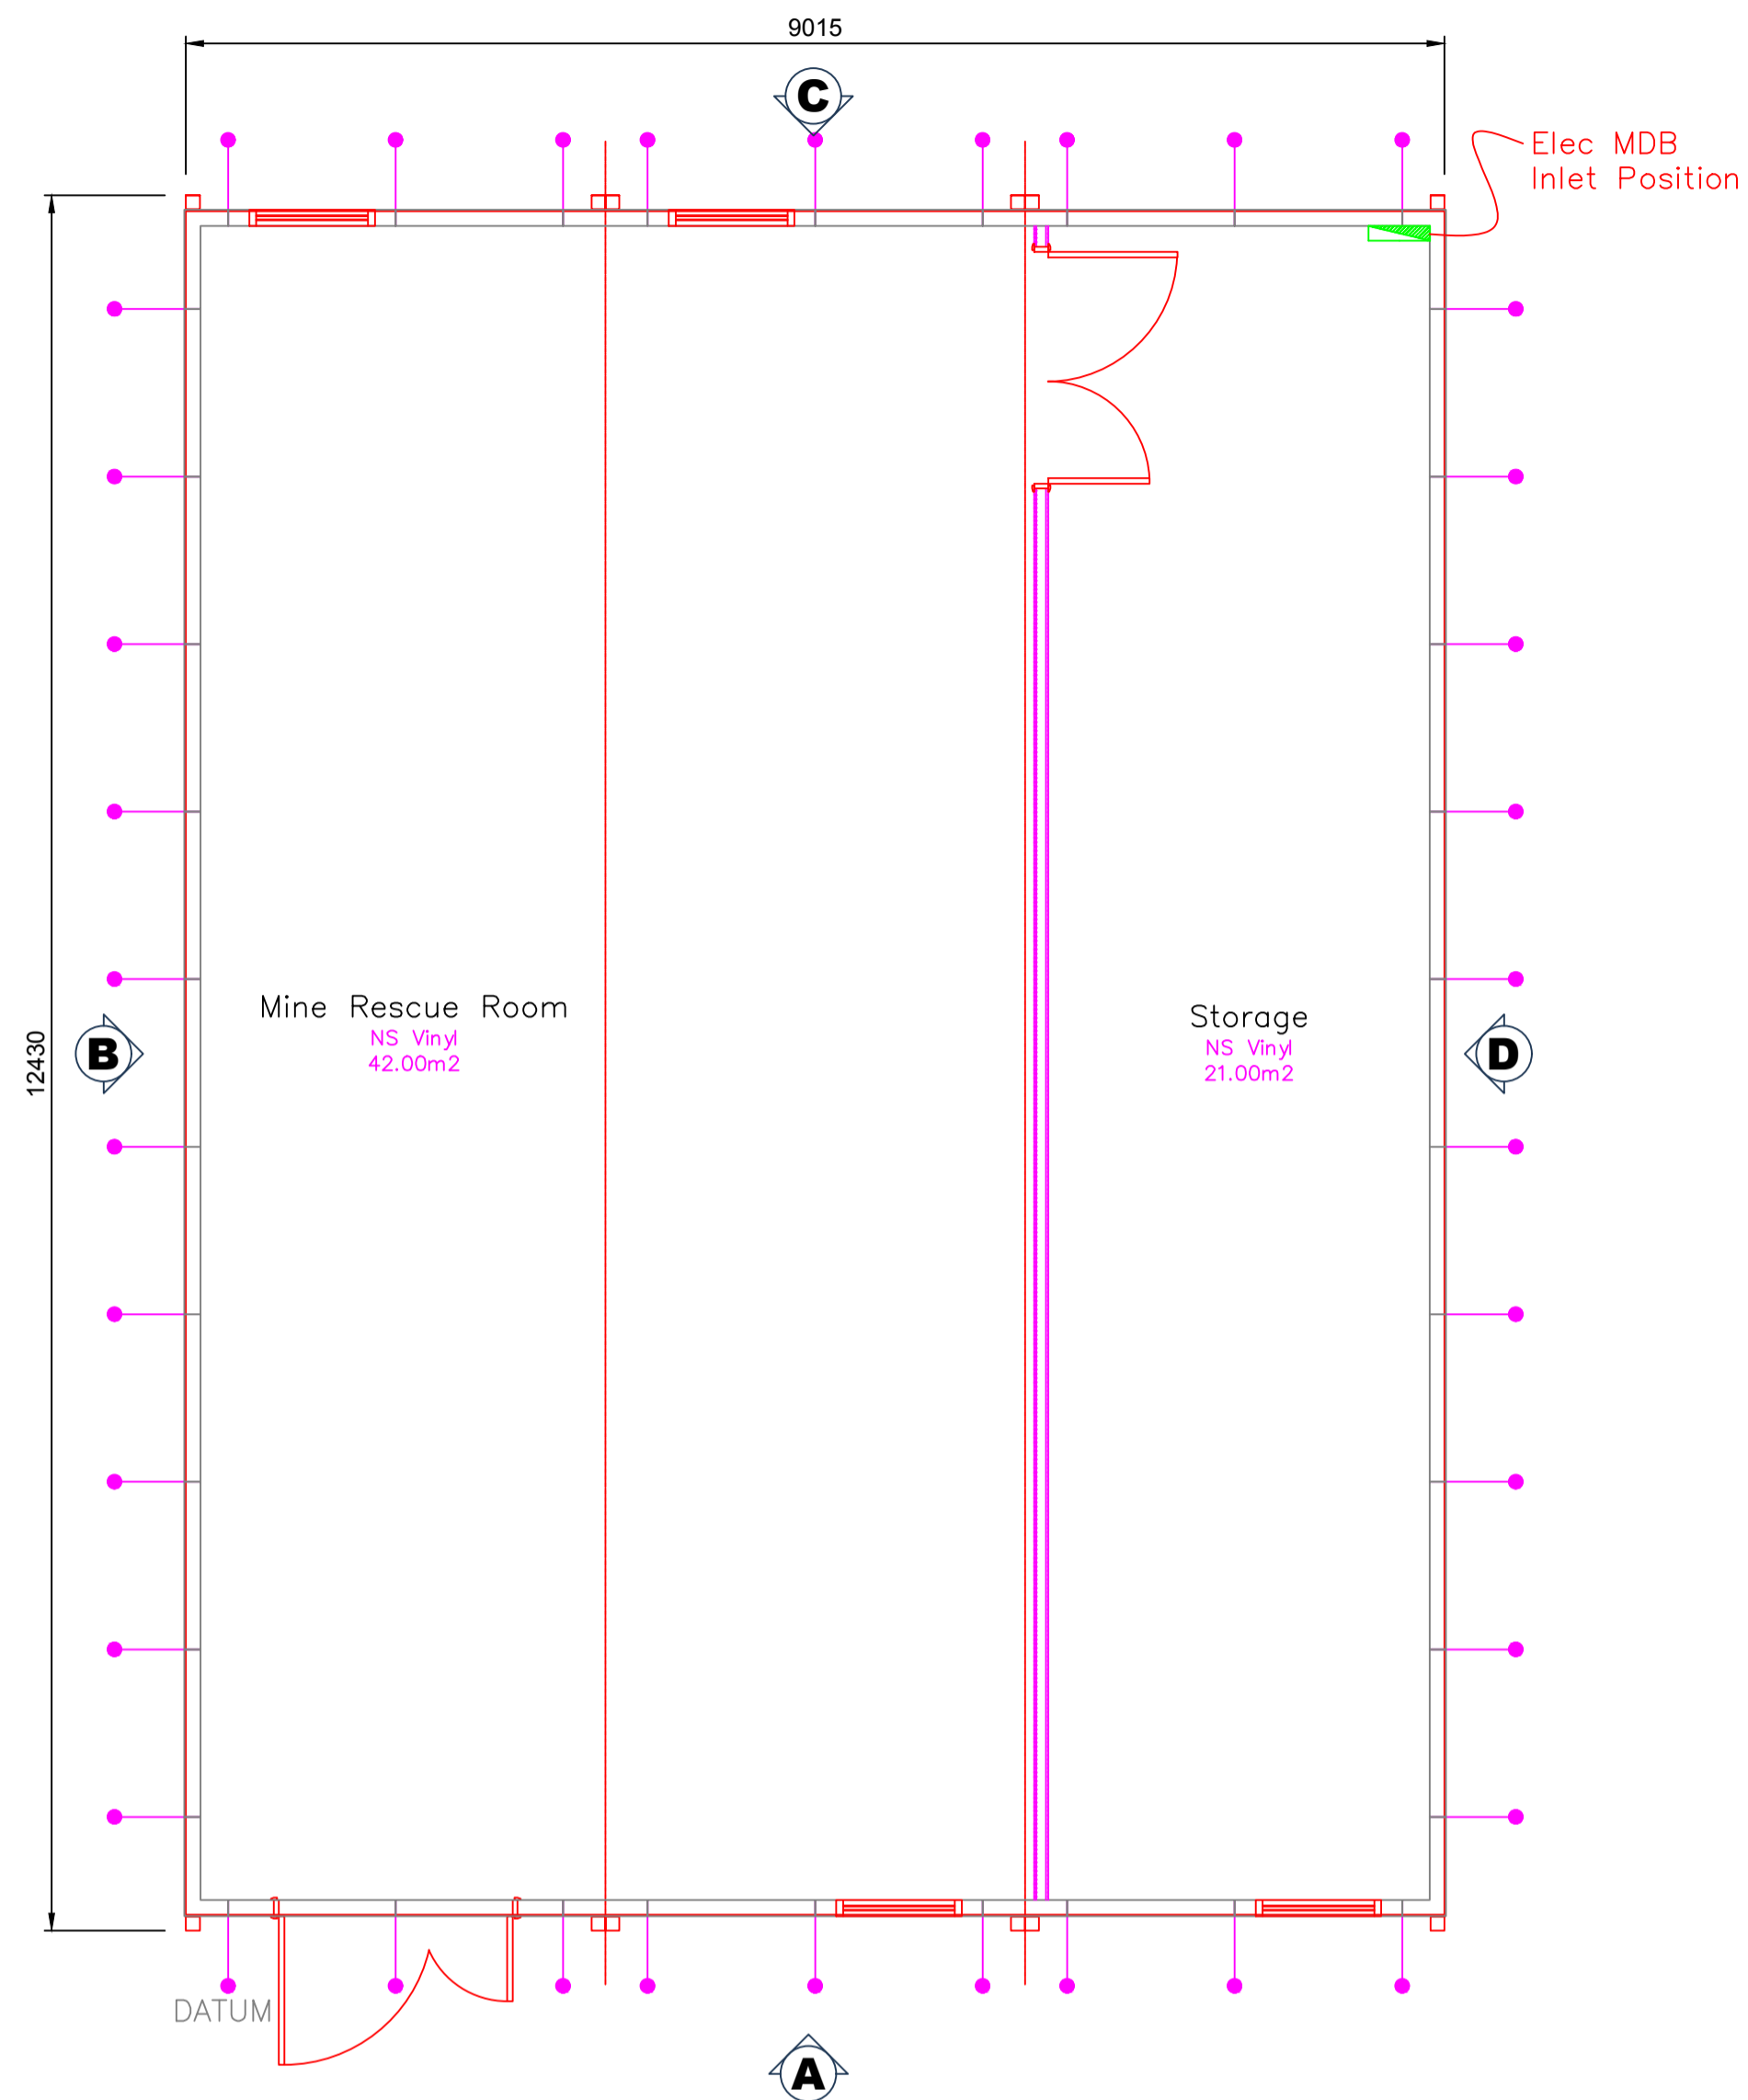 9015
C
Elec MDB
Inlet Position
Mine Rescue Room
NS Vinyl
42.00m2
Storage
NS Vinyl
21.00m2
12430
B
D
DATUM
A